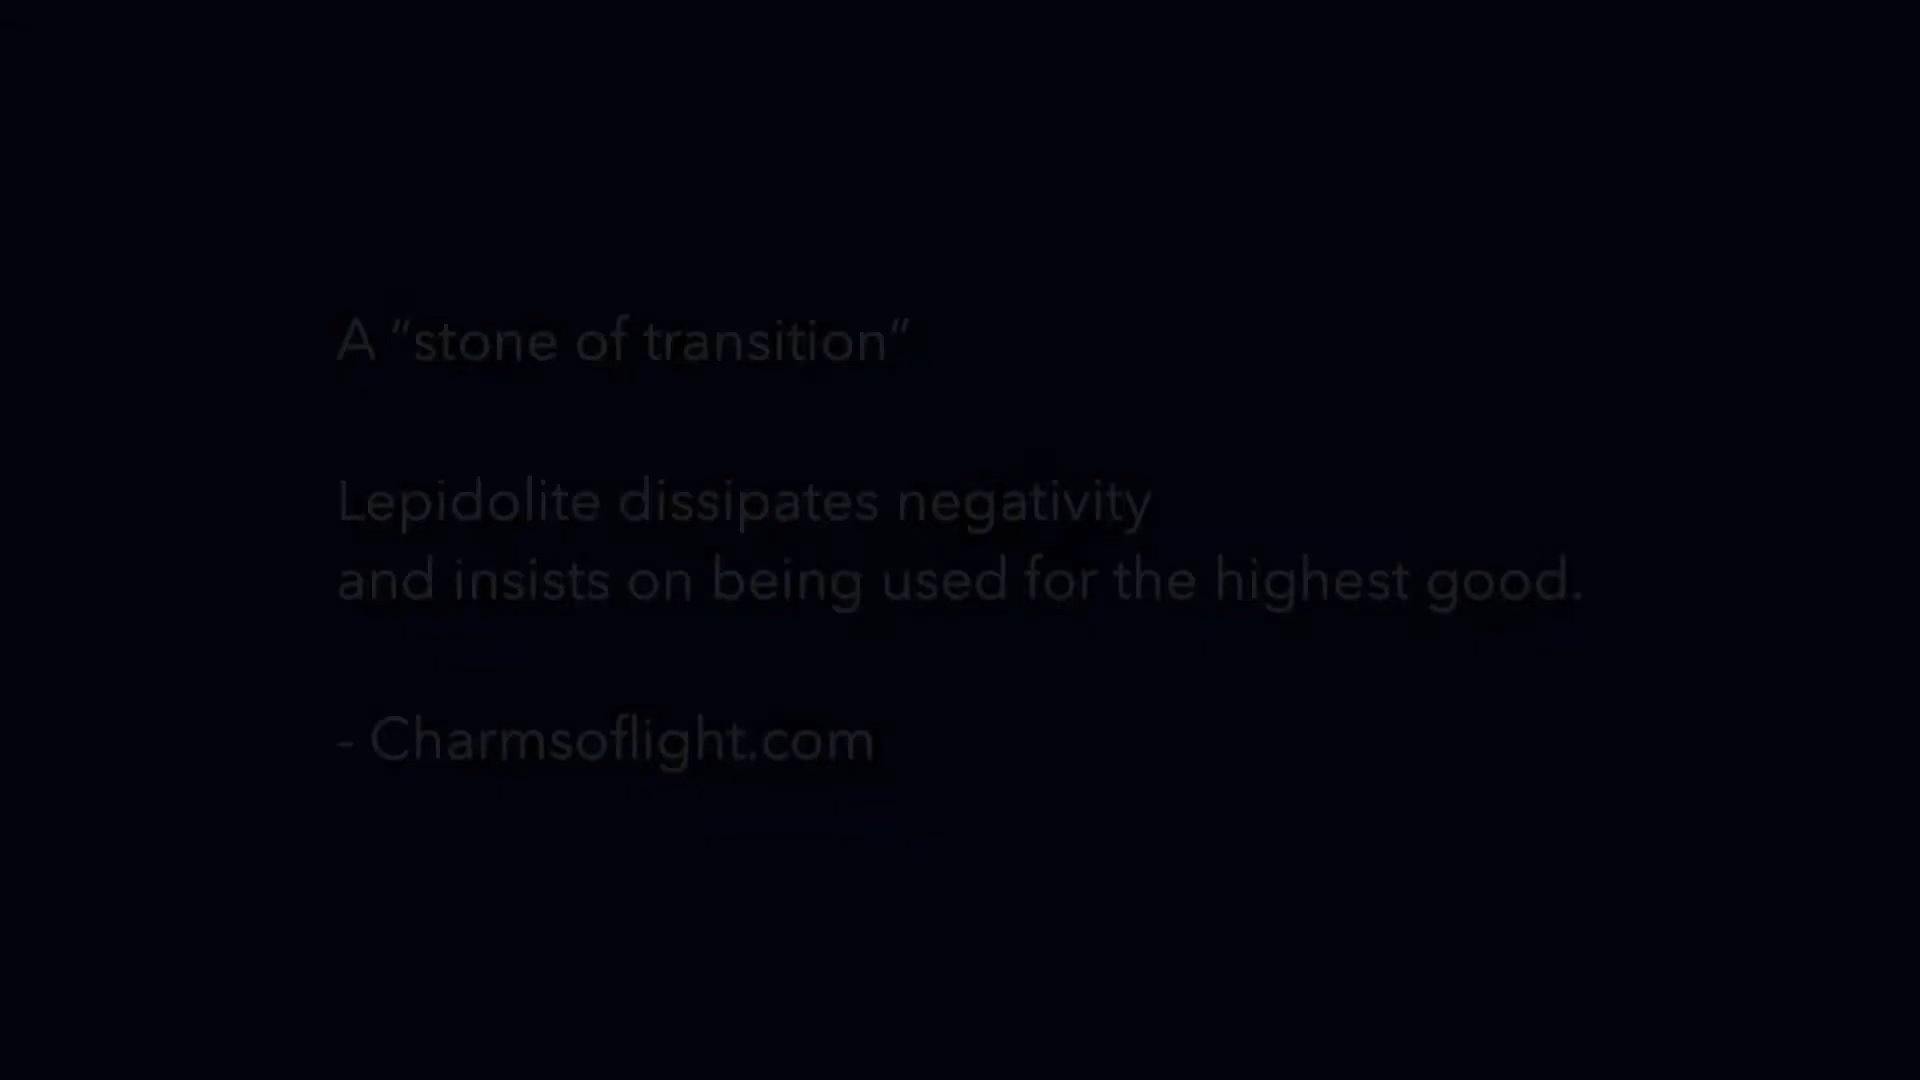 A “stone of transition”
Lepidolite dissipates negativity
and insists on being used for the highest good.
- Charmsoflight.com